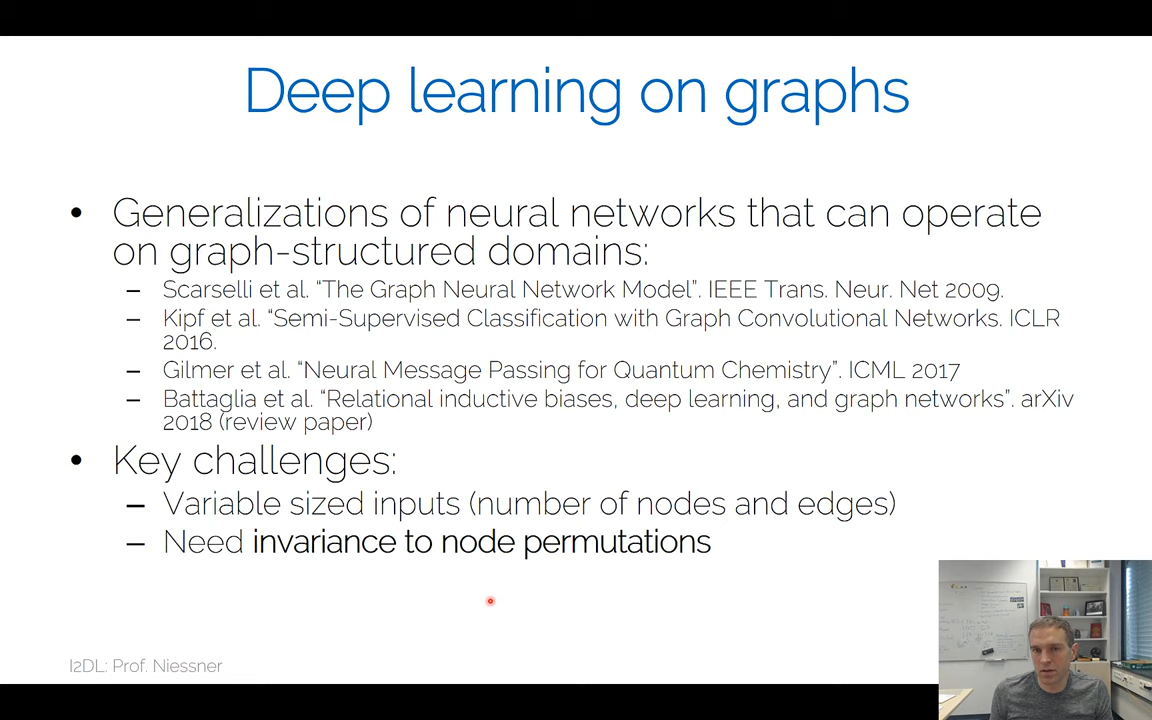 Deep learning on graphs
• Generalizations of neural networks that can operate
on graph-structured domains:
– Scarselli et al. “The Graph Neural Network Model”. IEEE Trans. Neur. Net 2009.
– Kipf et al. “Semi-Supervised Classification with Graph Convolutional Networks. ICLR
2016.
– Gilmer et al. “Neural Message Passing for Quantum Chemistry”. ICML 2017
– Battaglia et al. “Relational inductive biases, deep learning, and graph networks”. arXiv
2018 (review paper)
• Key challenges:
– Variable sized inputs (number of nodes and edges)
– Need invariance to node permutations
I2DL: Prof. Niessner